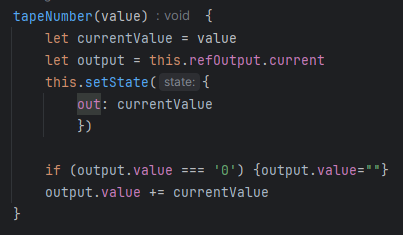 tapeNumber(value) : void {
let currentValue = value
let output = this.refOutput.current
this.setState( state: {
out: currentValue
})
if (output.value === '0') {output.value=""}
output.value += currentValue
}